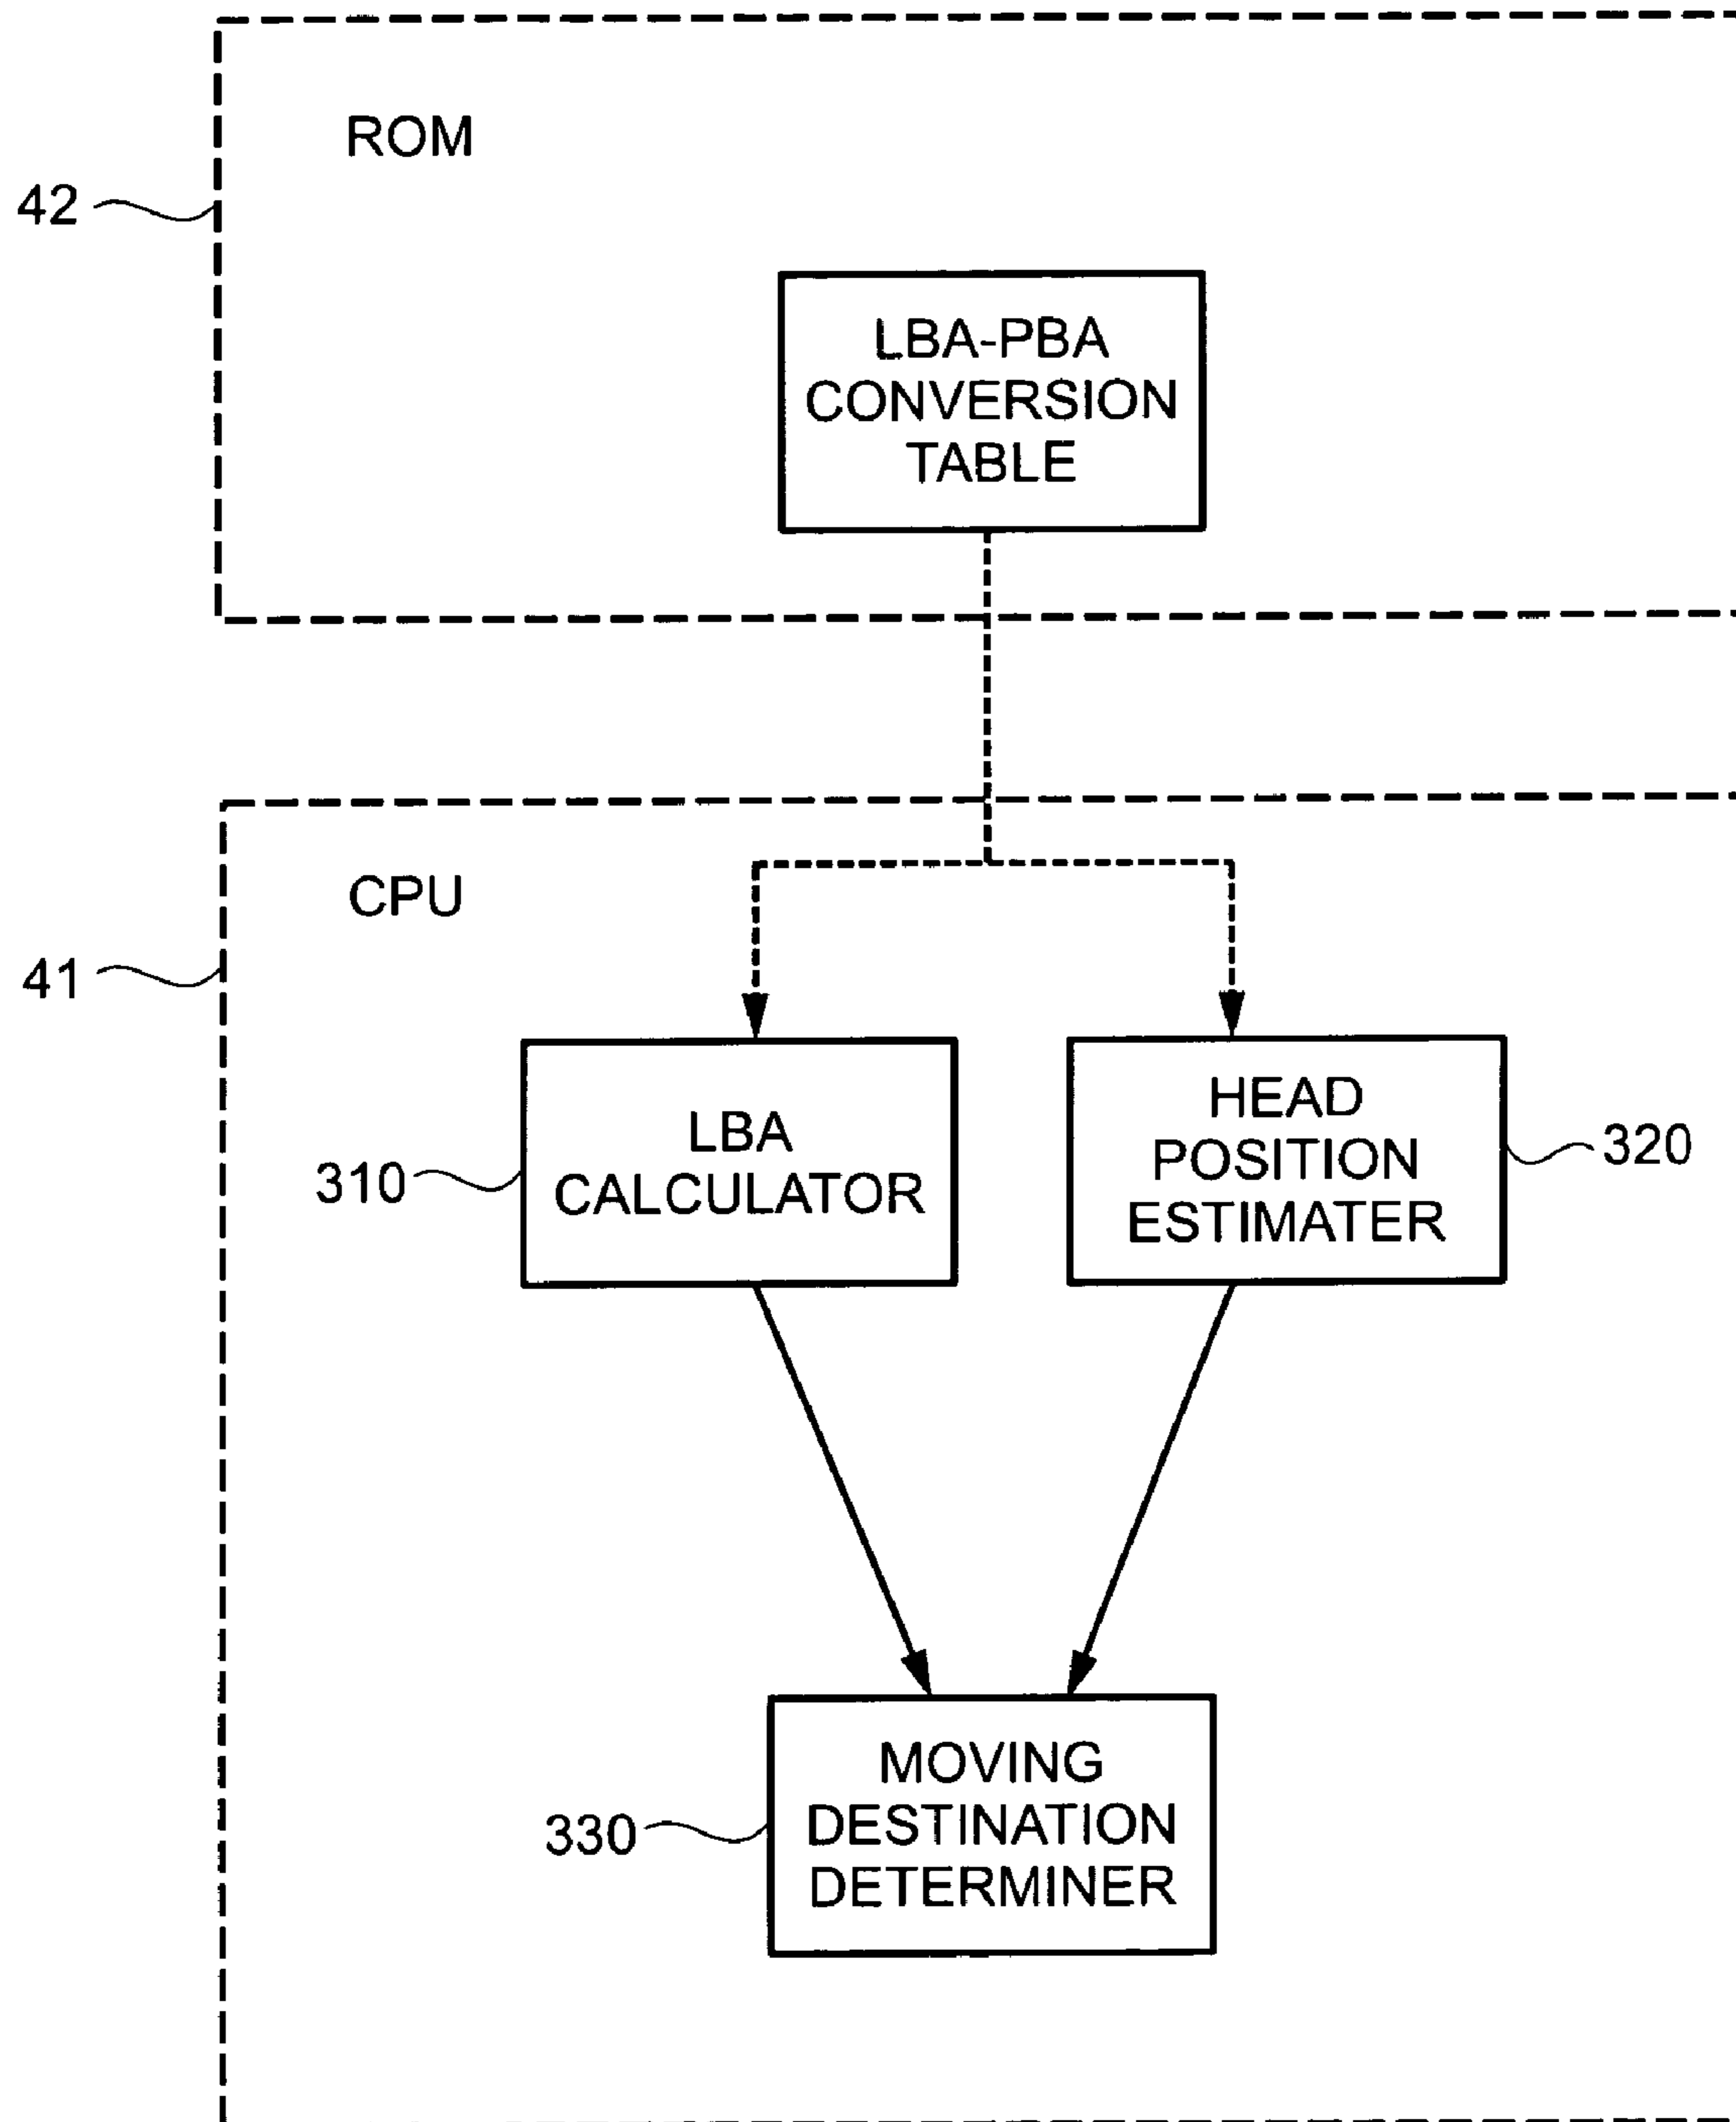 ROM
42
LBA-PBA
CONVERSION
TABLE
CPU
41
LBA
CALCULATOR
310
HEAD
POSITION
ESTIMATER
320
MOVING
DESTINATION
DETERMINER
330